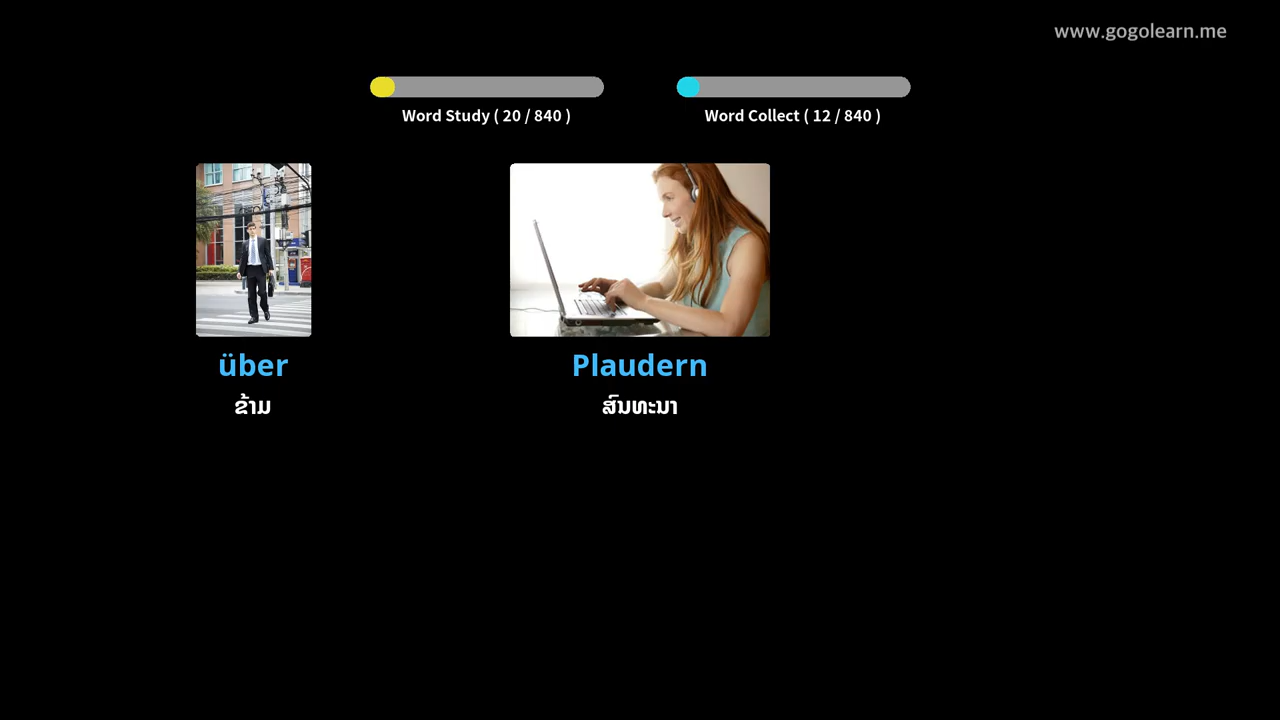 www.gogolearn.me
Word Study ( 20 / 840 )
Word Collect ( 12 / 840 )
über
Plaudern
ຂ້າມ
ສົນທະນາ